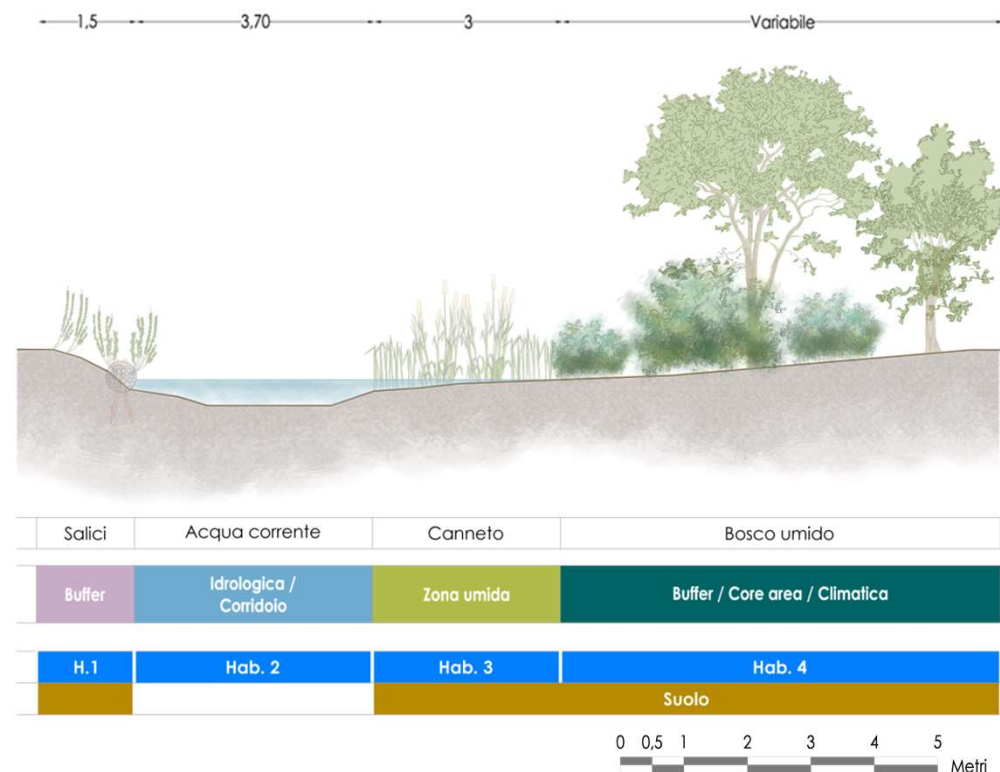 1,5 3,70 3 Variabile
Salici Acqua corrente Canneto Bosco umido
Buffer
Idrologica /
Corridoio
Zona umida
Buffer / Core area / Climatica
H.1 Hab. 2 Hab. 3 Hab. 4
Suolo
0 0,5 1 2 3 4 5
Metri